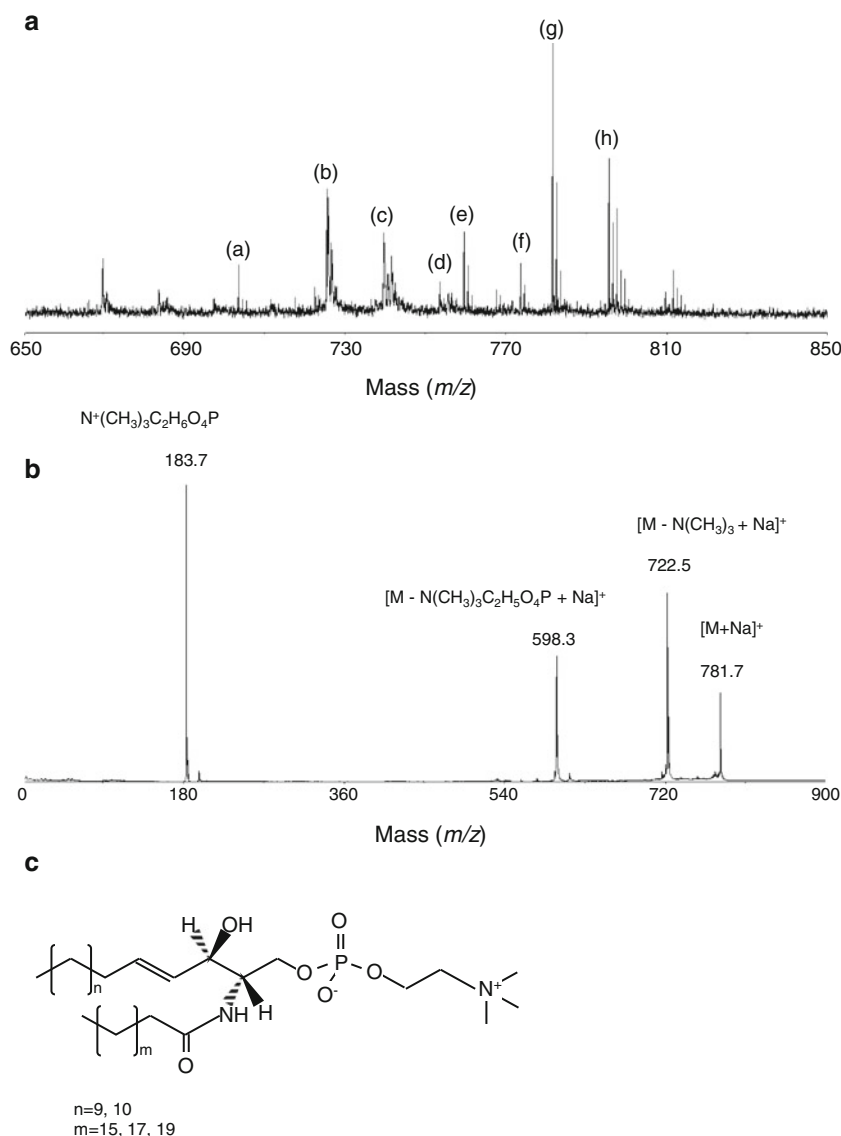 a
(g)
(h)
(b)
(c)
(e)
(a)
(d)
(f)
650 690 730 770 810 850
Mass (m/z)
N⁺(CH₃)₃C₂H₆O₄P
b
183.7
[M - N(CH₃)₃ + Na]⁺
722.5
[M - N(CH₃)₃C₂H₅O₄P + Na]⁺
598.3
[M+Na]⁺
781.7
0 180 360 540 720 900
Mass (m/z)
c
H OH
O
O P O
O⁻
N⁺
n
NH H
m
O
n=9, 10
m=15, 17, 19